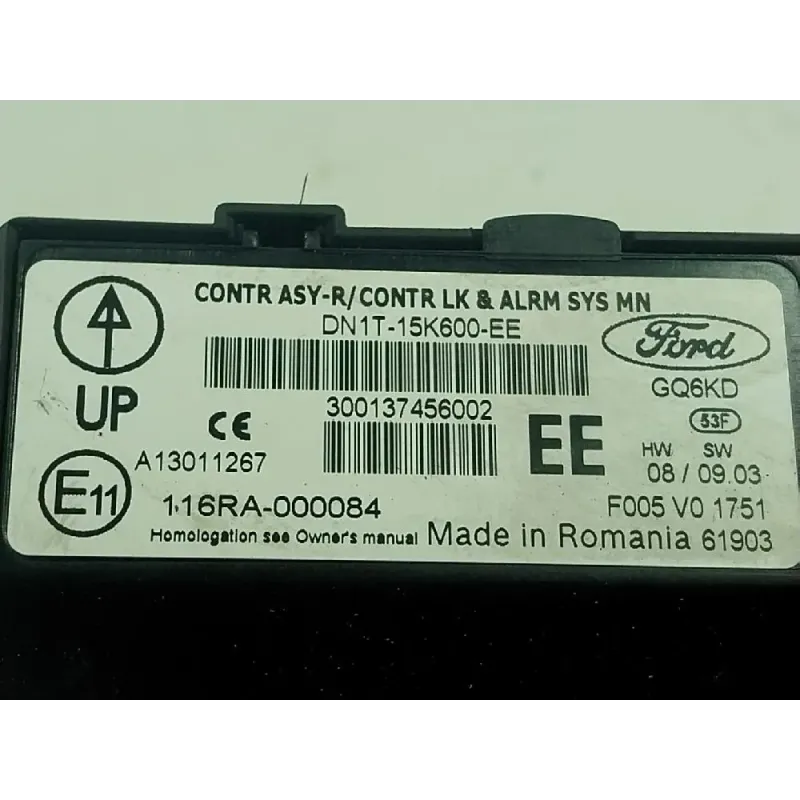 CONTR ASY-R/CONTR LK & ALRM SYS MN
DN1T-15K600-EE
Ford
UP
GQ6KD
300137456002
CE
EE
53F
HW SW
A13011267
08 / 09.03
E11
116RA-000084
F005 V0 1751
Homologation see Owner's manual Made in Romania 61903